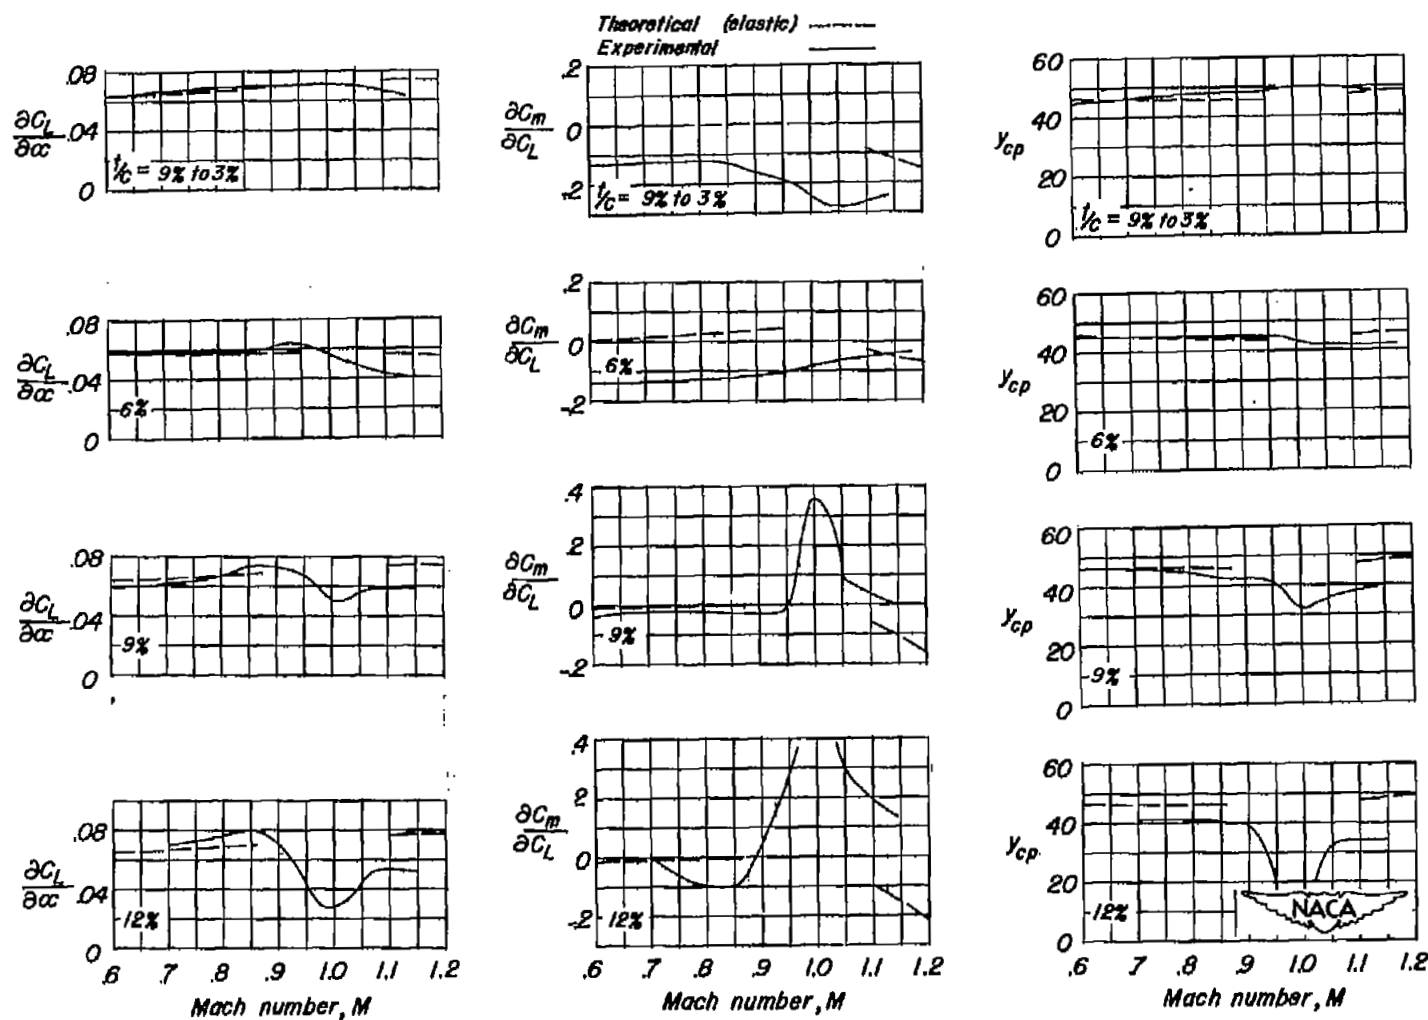 Theoretical (elastic)
Experimental
.08
∂C_L/∂α .04
0
t/c = 9% to 3%
.2
∂C_m/∂C_L 0
-.2
t/c = 9% to 3%
60
40
y_cp
20
0
t/c = 9% to 3%
.08
∂C_L/∂α .04
0
6%
.2
∂C_m/∂C_L 0
-.2
6%
60
40
y_cp
20
0
6%
.08
∂C_L/∂α .04
0
9%
.4
.2
∂C_m/∂C_L
0
-.2
9%
60
40
y_cp
20
0
9%
.08
∂C_L/∂α .04
0
12%
.6 .7 .8 .9 1.0 1.1 1.2
Mach number, M
.4
.2
∂C_m/∂C_L
0
-.2
12%
.6 .7 .8 .9 1.0 1.1 1.2
Mach number, M
60
40
y_cp.
20
0
12%
NACA
.6 .7 .8 .9 1.0 1.1 1.2
Mach number, M